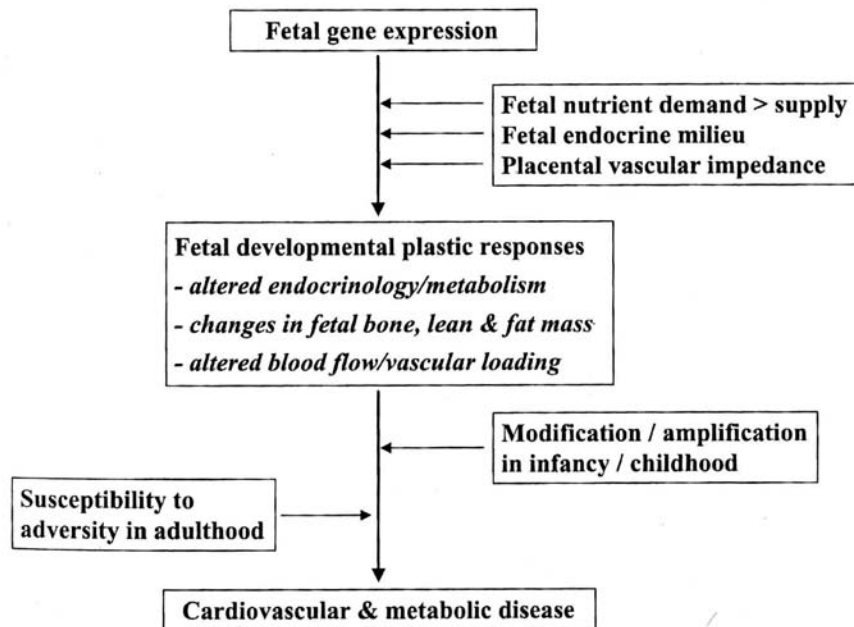 Fetal gene expression
Fetal nutrient demand > supply
Fetal endocrine milieu
Placental vascular impedance
Fetal developmental plastic responses
- altered endocrinology/metabolism
- changes in fetal bone, lean & fat mass
- altered blood flow/vascular loading
Modification / amplification
in infancy / childhood
Susceptibility to
adversity in adulthood
Cardiovascular & metabolic disease